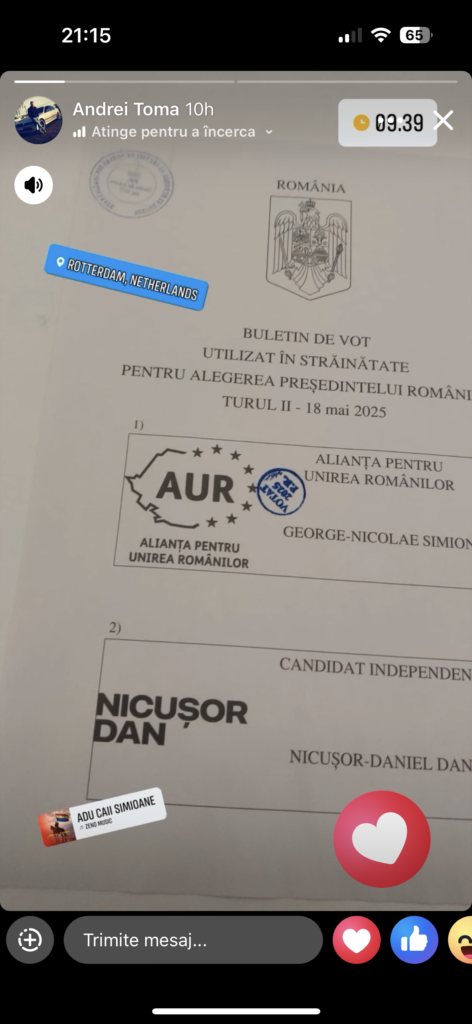 21:15
65
Andrei Toma 10h
Atinge pentru a încerca
09:39
ROTTERDAM, NETHERLANDS
ROMÂNIA
BULETIN DE VOT
UTILIZAT ÎN STRĂINĂTATE
PENTRU ALEGEREA PREȘEDINTELUI ROMÂNI
TURUL II - 18 mai 2025
1)
AUR
ALIANȚA PENTRU
UNIREA ROMÂNILOR
VOTAT
P.R.
2025
ALIANȚA PENTRU
UNIREA ROMÂNILOR
GEORGE-NICOLAE SIMION
2)
CANDIDAT INDEPENDEN
NICUȘOR
DAN
NICUȘOR-DANIEL DAN
ADU CAII SIMIOANE
ZENO MUSIC
Trimite mesaj...